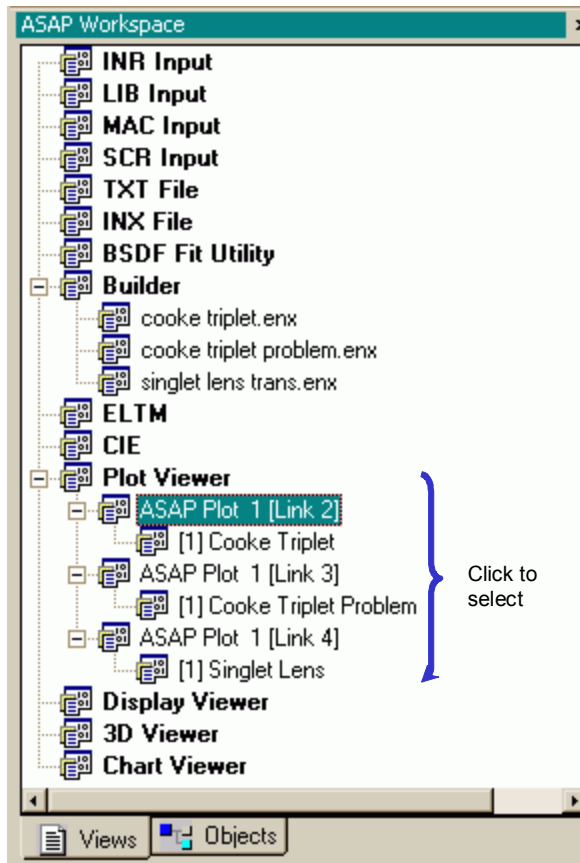 ASAP Workspace
INR Input
LIB Input
MAC Input
SCR Input
TXT File
INX File
BSDF Fit Utility
Builder
cooke triplet.enx
cooke triplet problem.enx
singlet lens trans.enx
ELTM
CIE
Plot Viewer
ASAP Plot 1 [Link 2]
[1] Cooke Triplet
ASAP Plot 1 [Link 3]
[1] Cooke Triplet Problem
ASAP Plot 1 [Link 4]
[1] Singlet Lens
Click to
select
Display Viewer
3D Viewer
Chart Viewer
Views Objects